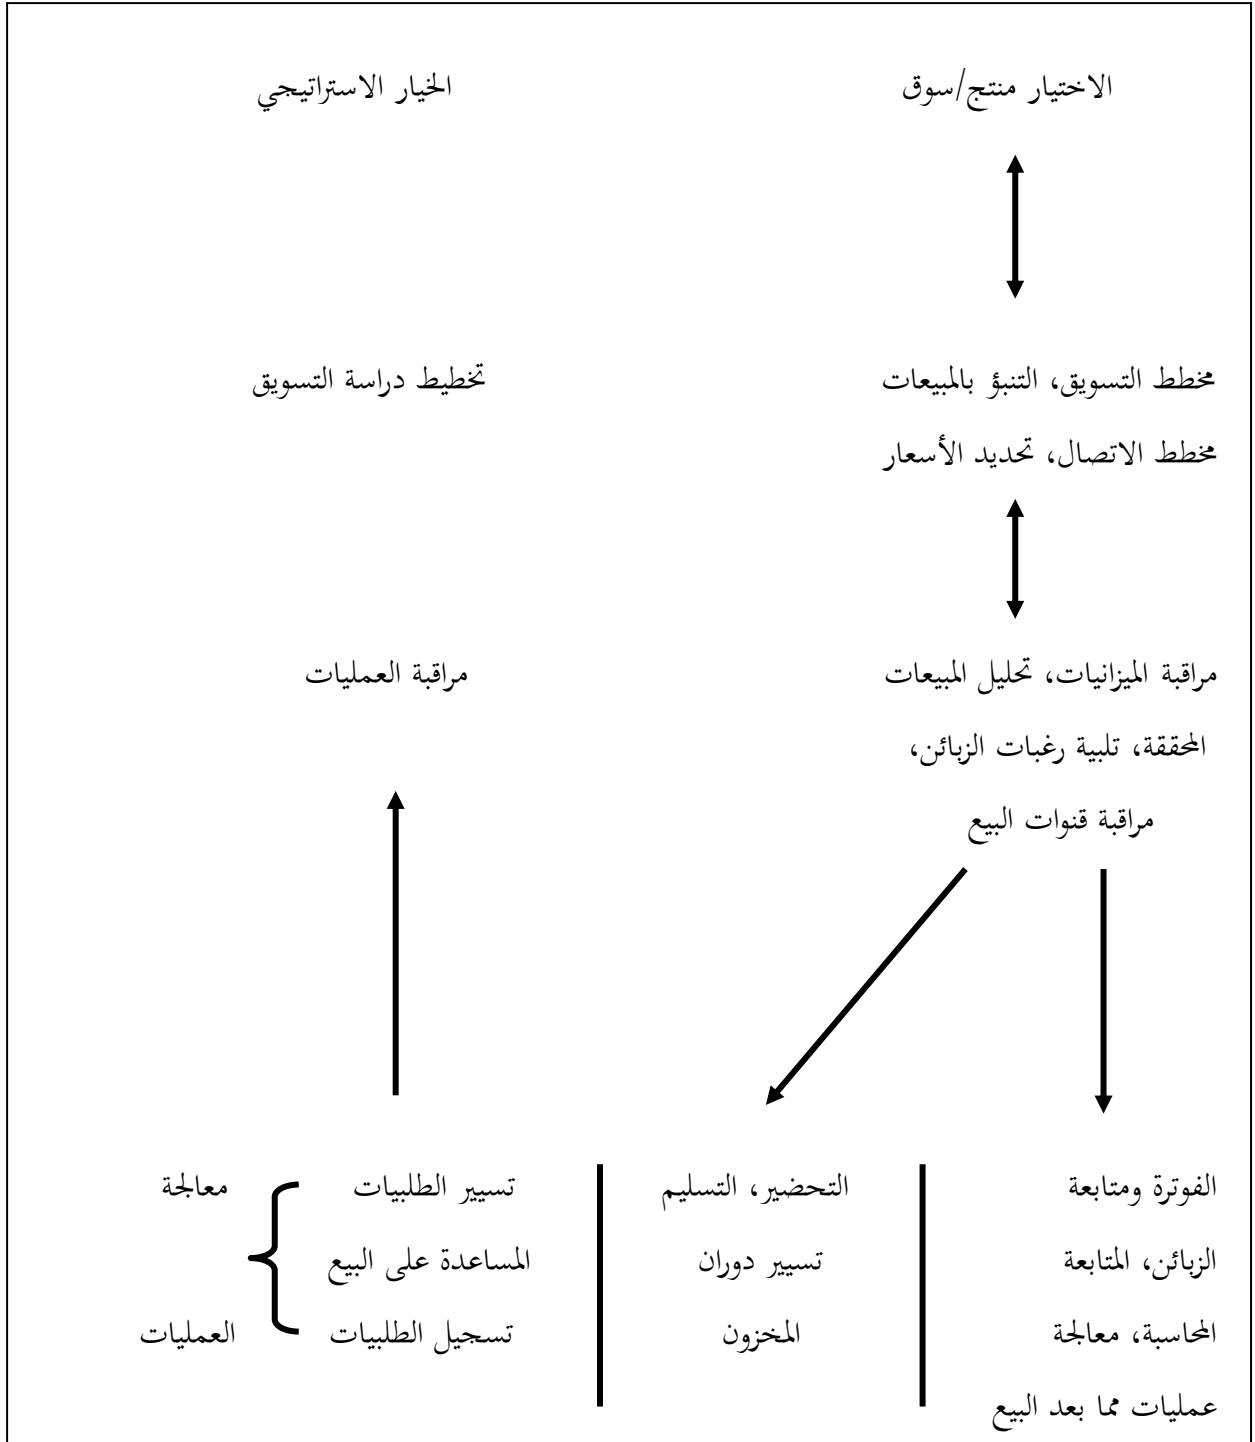 الاختيار منتج/سوق
الخيار الاستراتيجي
مخطط التسويق، التنبؤ بالمبيعات
تخطيط دراسة التسويق
مخطط الاتصال، تحديد الأسعار
مراقبة الميزانيات، تحليل المبيعات
مراقبة العمليات
المحققة، تلبية رغبات الزبائن،
مراقبة قنوات البيع
الفوترة ومتابعة
التحضير، التسليم
تسيير الطلبيات
معالجة
الزبائن، المتابعة
تسيير دوران
المساعدة على البيع
المحاسبة، معالجة
المخزون
تسجيل الطلبيات
العمليات
عمليات مما بعد البيع